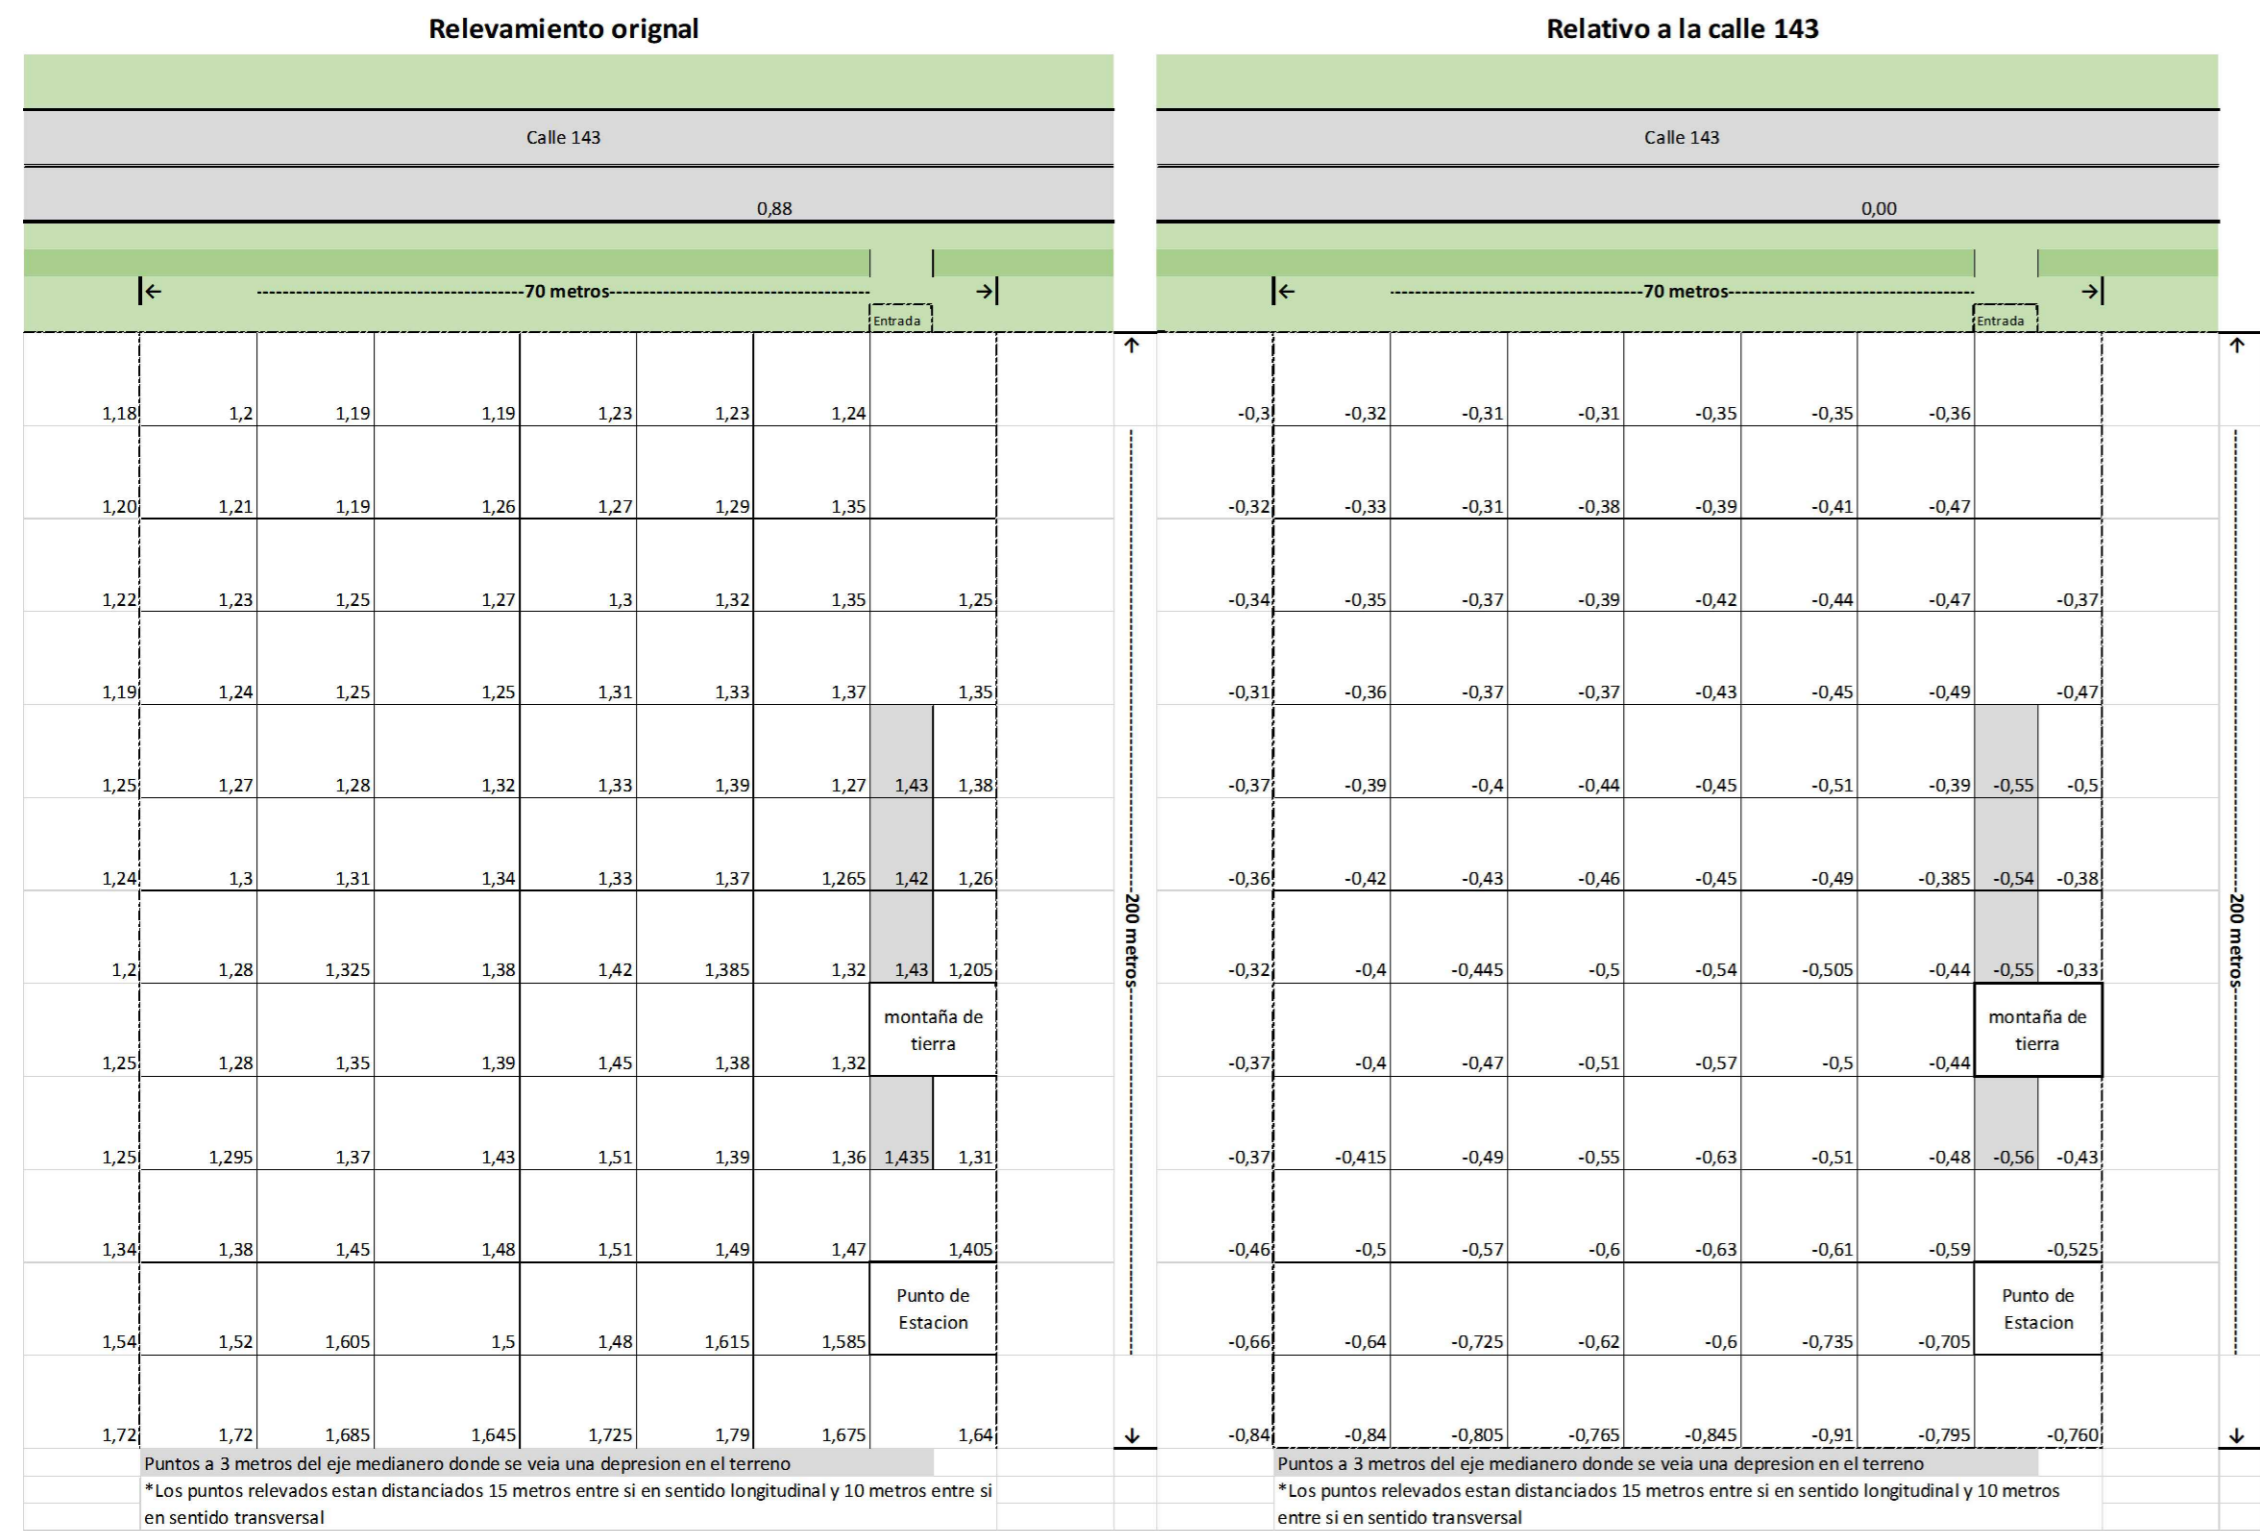 Relevamiento orignal
Relativo a la calle 143
Calle 143
Calle 143
0,88
0,00
|← -----70 metros----- →|
|← -----70 metros----- →|
Entrada
Entrada
↑ ↑
1,18 1,2 1,19 1,19 1,23 1,23 1,24
-0,3 -0,32 -0,31 -0,31 -0,35 -0,35 -0,36
1,20 1,21 1,19 1,26 1,27 1,29 1,35
-0,32 -0,33 -0,31 -0,38 -0,39 -0,41 -0,47
1,22 1,23 1,25 1,27 1,3 1,32 1,35 1,25
-0,34 -0,35 -0,37 -0,39 -0,42 -0,44 -0,47 -0,37
1,19 1,24 1,25 1,25 1,31 1,33 1,37 1,35
-0,31 -0,36 -0,37 -0,37 -0,43 -0,45 -0,49 -0,47
1,25 1,27 1,28 1,32 1,33 1,39 1,27 1,43 1,38
-0,37 -0,39 -0,4 -0,44 -0,45 -0,51 -0,39 -0,55 -0,5
1,24 1,3 1,31 1,34 1,33 1,37 1,265 1,42 1,26
-0,36 -0,42 -0,43 -0,46 -0,45 -0,49 -0,385 -0,54 -0,38
-----200 metros-----
-----200 metros-----
1,2 1,28 1,325 1,38 1,42 1,385 1,32 1,43 1,205
-0,32 -0,4 -0,445 -0,5 -0,54 -0,505 -0,44 -0,55 -0,33
montaña de
tierra
montaña de
tierra
1,25 1,28 1,35 1,39 1,45 1,38 1,32
-0,37 -0,4 -0,47 -0,51 -0,57 -0,5 -0,44
1,25 1,295 1,37 1,43 1,51 1,39 1,36 1,435 1,31
-0,37 -0,415 -0,49 -0,55 -0,63 -0,51 -0,48 -0,56 -0,43
1,34 1,38 1,45 1,48 1,51 1,49 1,47 1,405
-0,46 -0,5 -0,57 -0,6 -0,63 -0,61 -0,59 -0,525
Punto de
Estacion
Punto de
Estacion
1,54 1,52 1,605 1,5 1,48 1,615 1,585
-0,66 -0,64 -0,725 -0,62 -0,6 -0,735 -0,705
1,72 1,72 1,685 1,645 1,725 1,79 1,675 1,64
↓
-0,84 -0,84 -0,805 -0,765 -0,845 -0,91 -0,795 -0,760
↓
Puntos a 3 metros del eje medianero donde se veia una depresion en el terreno
*Los puntos relevados estan distanciados 15 metros entre si en sentido longitudinal y 10 metros entre si
en sentido transversal
Puntos a 3 metros del eje medianero donde se veia una depresion en el terreno
*Los puntos relevados estan distanciados 15 metros entre si en sentido longitudinal y 10 metros
entre si en sentido transversal